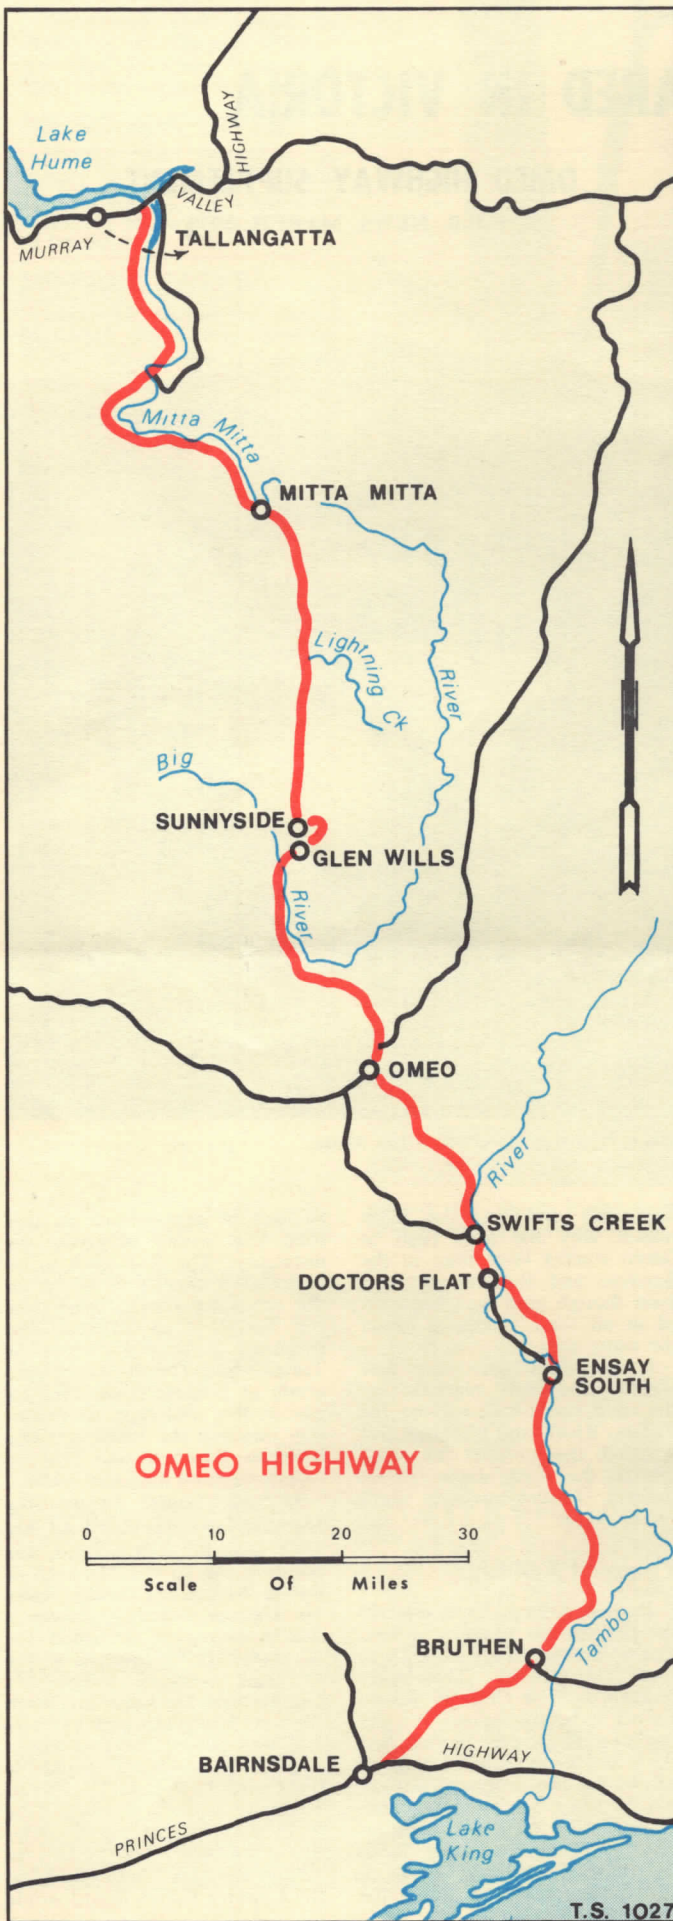 HIGHWAY
Lake
Hume
VALLEY
MURRAY
TALLANGATTA
Mitta Mitta
MITTA MITTA
Lightning Ck
River
Big
SUNNYSIDE
GLEN WILLS
River
OMEO
River
SWIFTS CREEK
DOCTORS FLAT
ENSAY
SOUTH
OMEO HIGHWAY
0 10 20 30
Scale Of Miles
BRUTHEN
Tambo
BAIRNSDALE
HIGHWAY
PRINCES
Lake
King
T.S. 1027